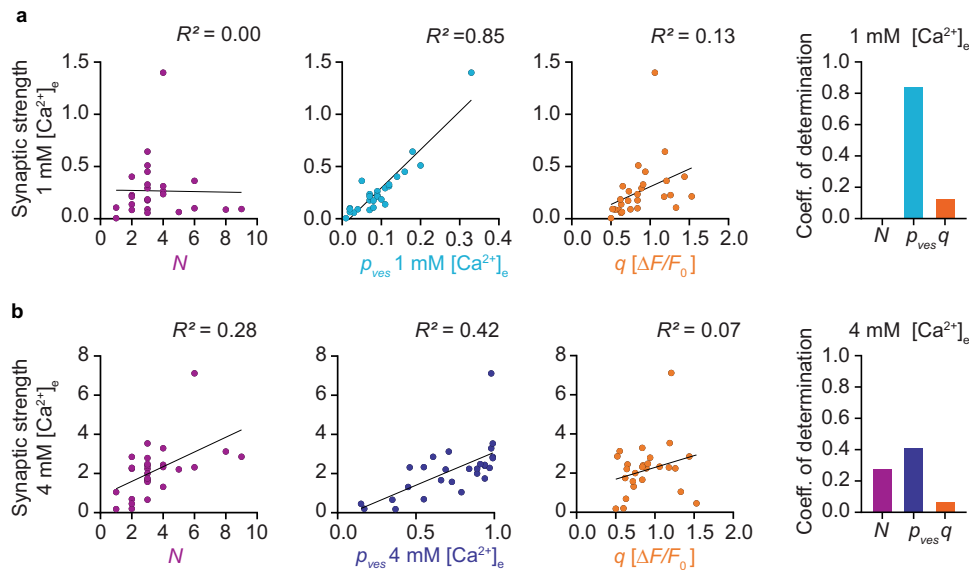 a
R² = 0.00
R² =0.85
R² = 0.13
1 mM [Ca²⁺]ₑ
Synaptic strength
1 mM [Ca²⁺]ₑ
1.5
1.0
0.5
0
0 2 4 6 8 10
N
1.5
1.0
0.5
0.0
0.0 0.1 0.2 0.3 0.4
p_ves 1 mM [Ca²⁺]ₑ
1.5
1.0
0.5
0
0.0 0.5 1.0 1.5 2.0
q [ΔF/F₀]
Coeff. of determination
1.0
0.8
0.6
0.4
0.2
0
N p_ves q
b
R² = 0.28
R² = 0.42
R² = 0.07
4 mM [Ca²⁺]ₑ
Synaptic strength
4 mM [Ca²⁺]ₑ
8
6
4
2
0
0 2 4 6 8 10
N
8
6
4
2
0
0.0 0.5 1.0
p_ves 4 mM [Ca²⁺]ₑ
8
6
4
2
0
0.0 0.5 1.0 1.5 2.0
q [ΔF/F₀]
Coeff. of determination
1.0
0.8
0.6
0.4
0.2
0
N p_ves q